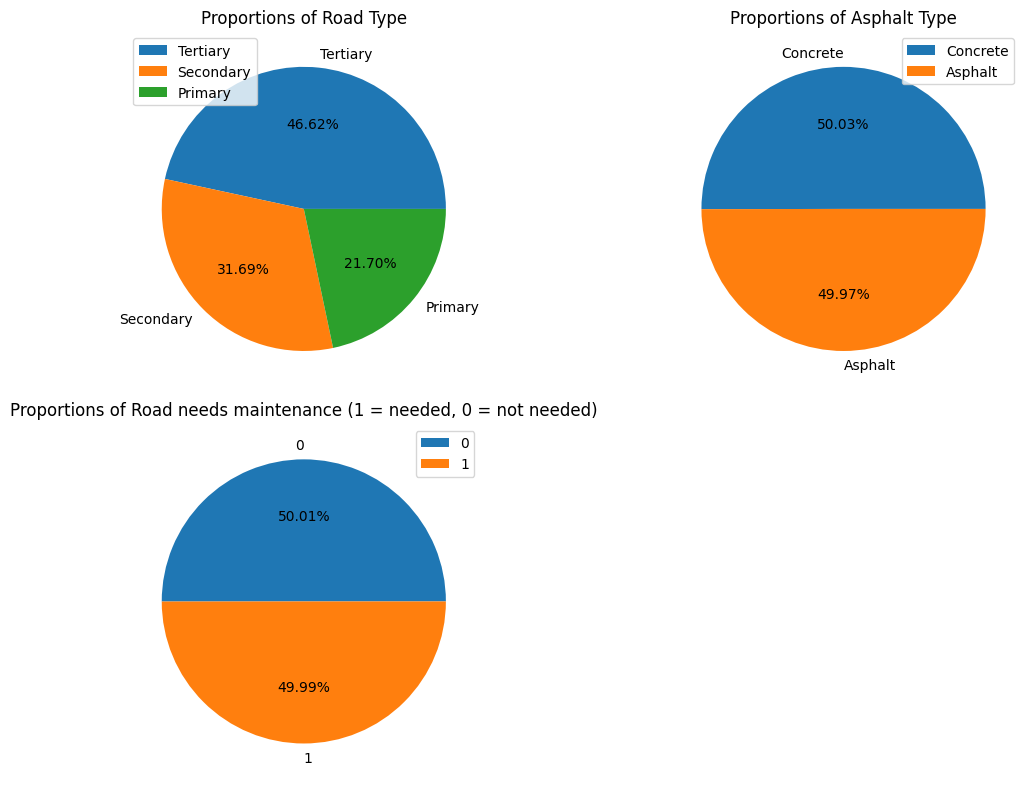 Proportions of Road Type
Tertiary
Secondary
Primary
Tertiary
46.62%
31.69%
21.70%
Secondary
Primary
Proportions of Asphalt Type
Concrete
Asphalt
Concrete
50.03%
49.97%
Asphalt
Proportions of Road needs maintenance (1 = needed, 0 = not needed)
0
1
0
50.01%
49.99%
1